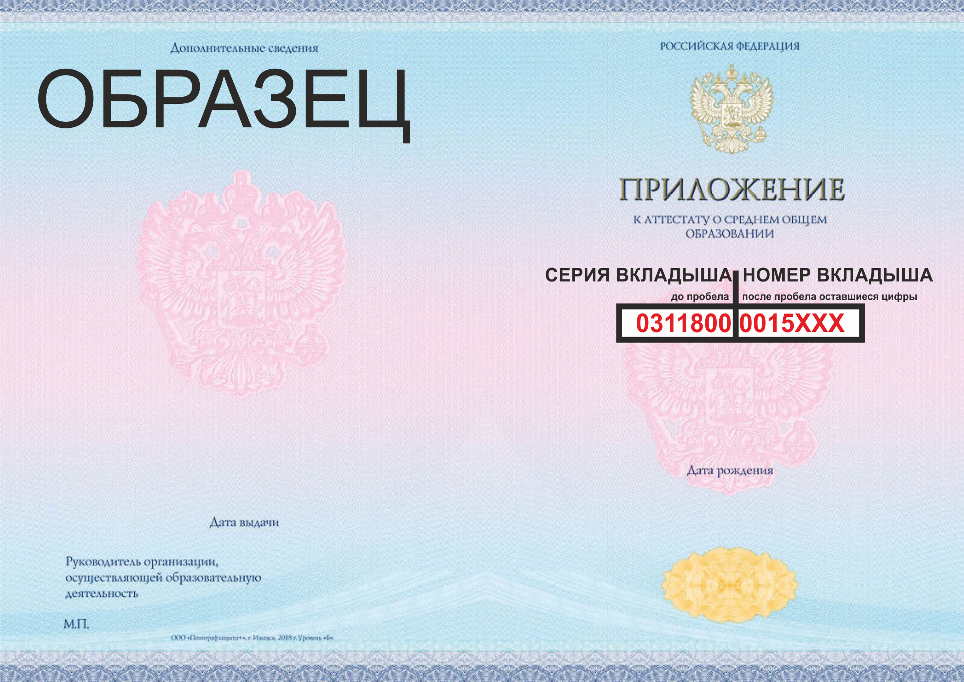 Дополнительные сведения
ОБРАЗЕЦ
Дата выдачи
Руководитель организации,
осуществляющей образовательную
деятельность
М.П.
ООО «Полиграфзащита+», г. Ижевск, 2018 г. Уровень «Б».
РОССИЙСКАЯ ФЕДЕРАЦИЯ
ПРИЛОЖЕНИЕ
К АТТЕСТАТУ О СРЕДНЕМ ОБЩЕМ
ОБРАЗОВАНИИ
СЕРИЯ ВКЛАДЫША НОМЕР ВКЛАДЫША
до пробела после пробела оставшиеся цифры
0311800 0015XXX
Дата рождения